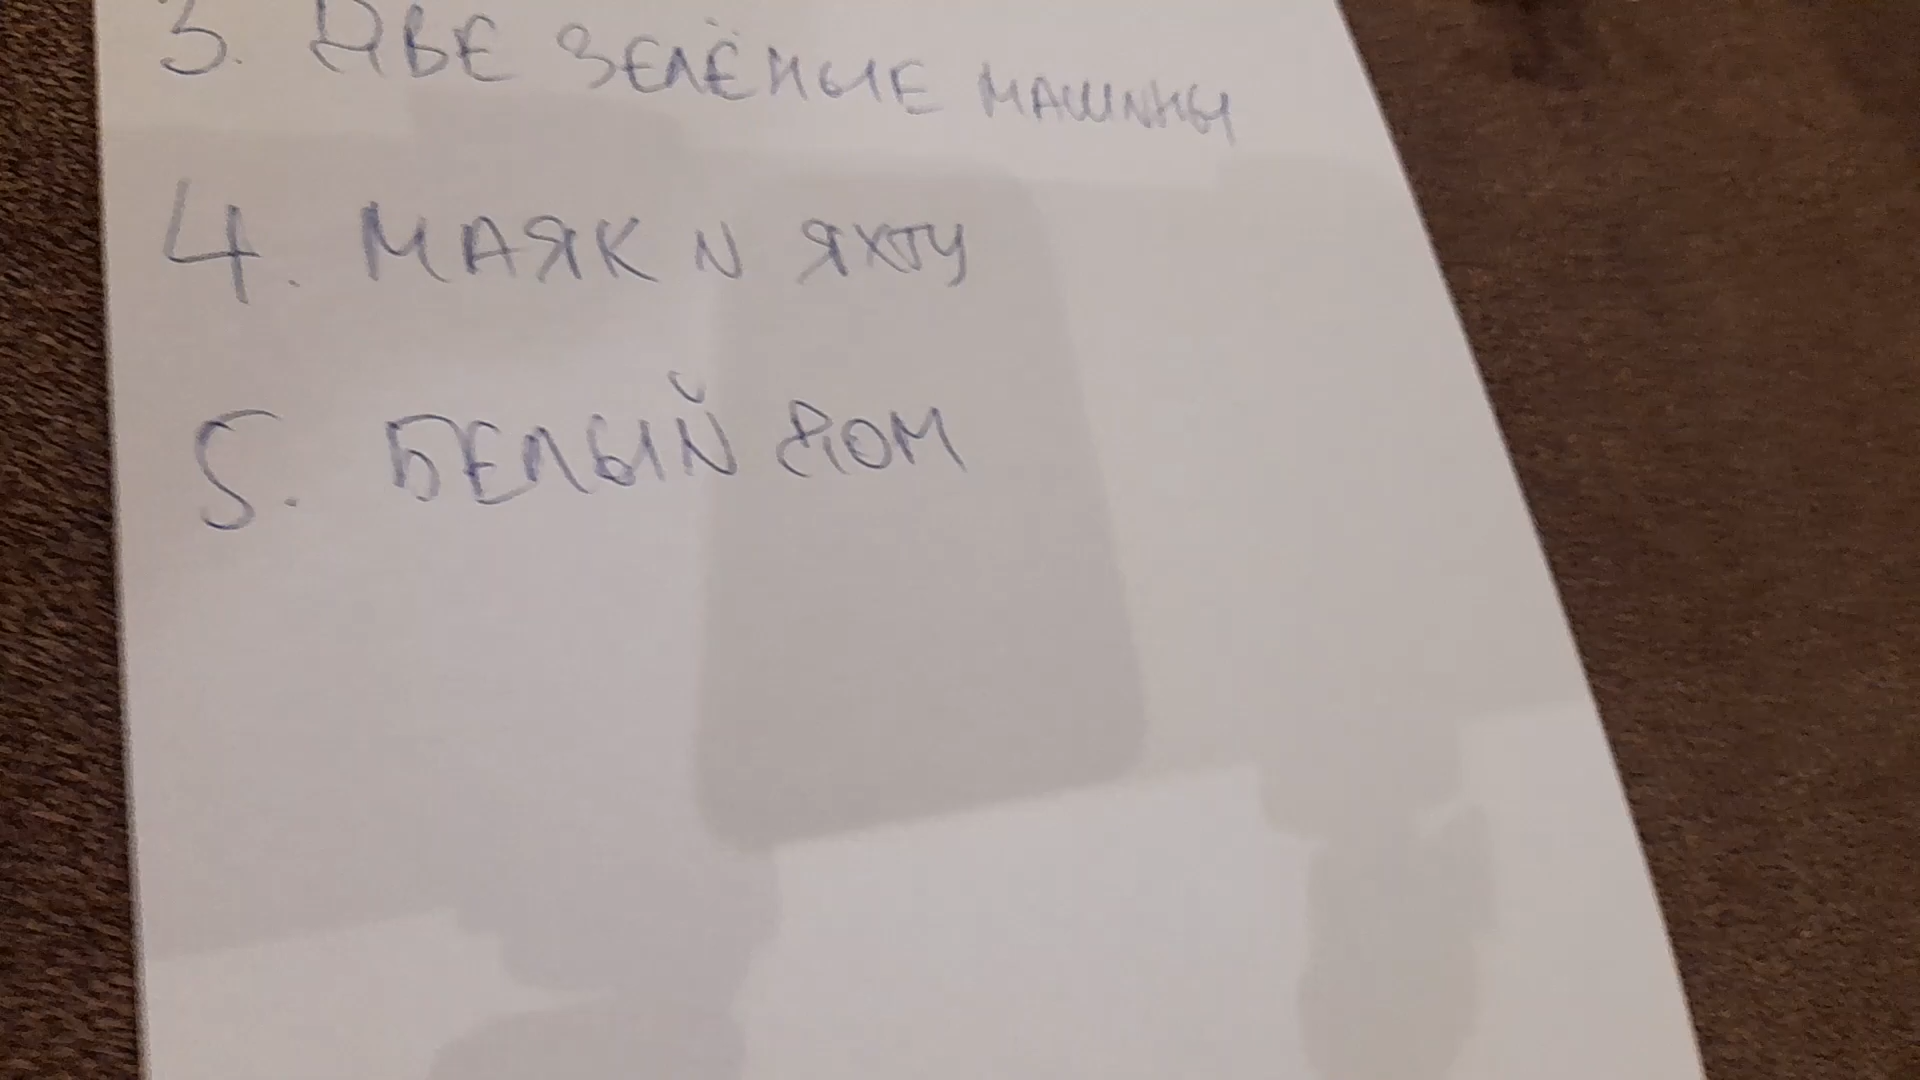 3. ДВЕ ЗЕЛЁНЫЕ МАШИНЫ
4. МАЯК И ЯХТУ
5. БЕЛЫЙ ДОМ